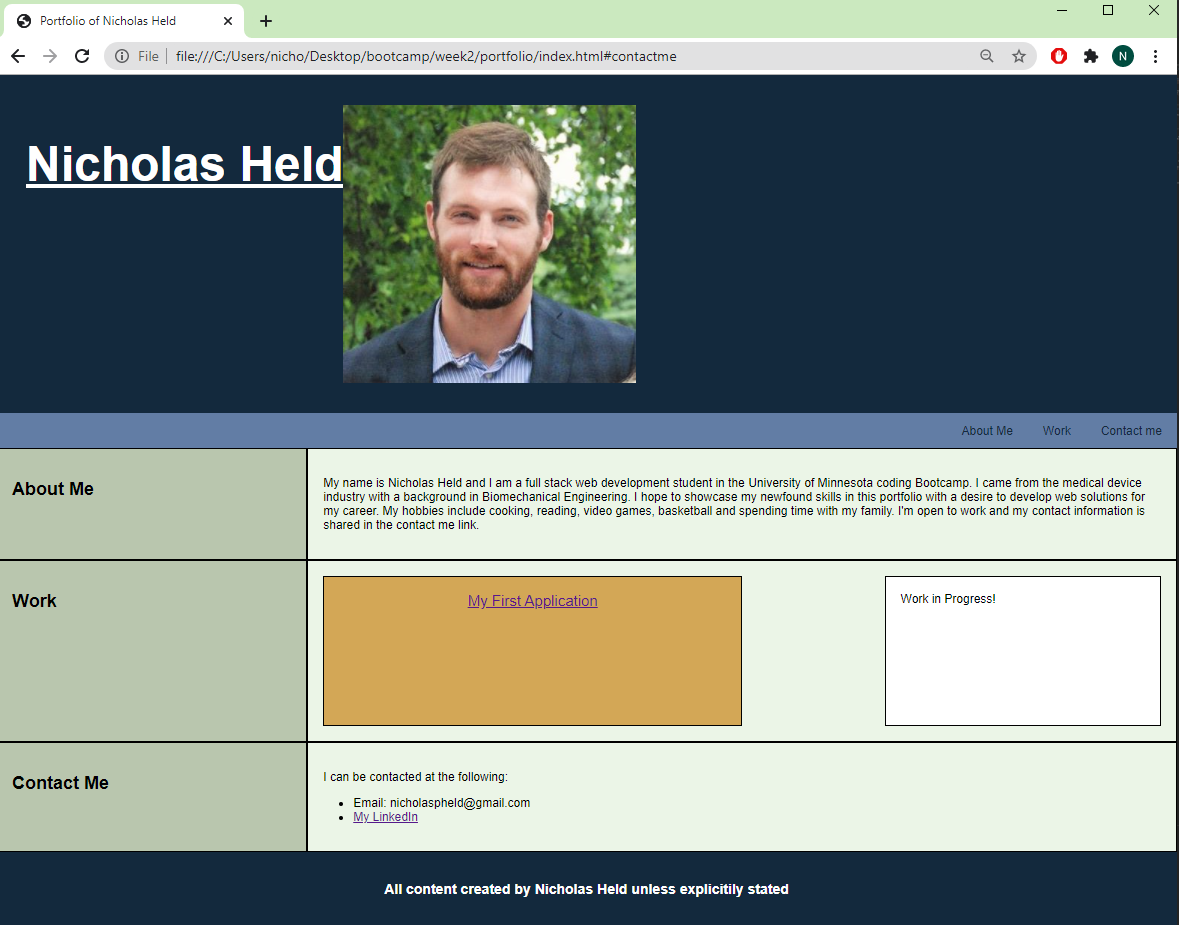 Portfolio of Nicholas Held
File
file:///C:/Users/nicho/Desktop/bootcamp/week2/portfolio/index.html#contactme
N
Nicholas Held
About Me
Work
Contact me
About Me
My name is Nicholas Held and I am a full stack web development student in the University of Minnesota coding Bootcamp. I came from the medical device
industry with a background in Biomechanical Engineering. I hope to showcase my newfound skills in this portfolio with a desire to develop web solutions for
my career. My hobbies include cooking, reading, video games, basketball and spending time with my family. I'm open to work and my contact information is
shared in the contact me link.
Work
My First Application
Work in Progress!
Contact Me
I can be contacted at the following:
Email: nicholaspheld@gmail.com
My LinkedIn
All content created by Nicholas Held unless explicitily stated